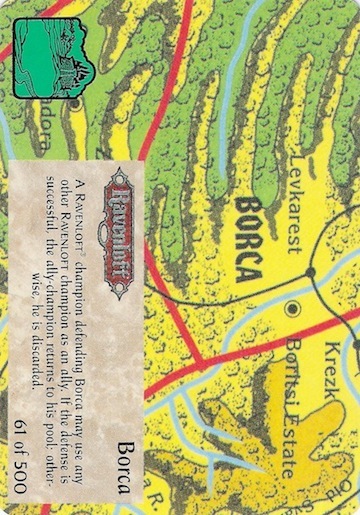 Levkarest
BORCA
Krezk
Boritsi Estate
Ravenloft
Borca
A RAVENLOFT® champion defending Borca may use any
other RAVENLOFT champion as an ally. If the defense is
successful, the ally-champion returns to his pool; other-
wise, he is discarded.
61 of 500